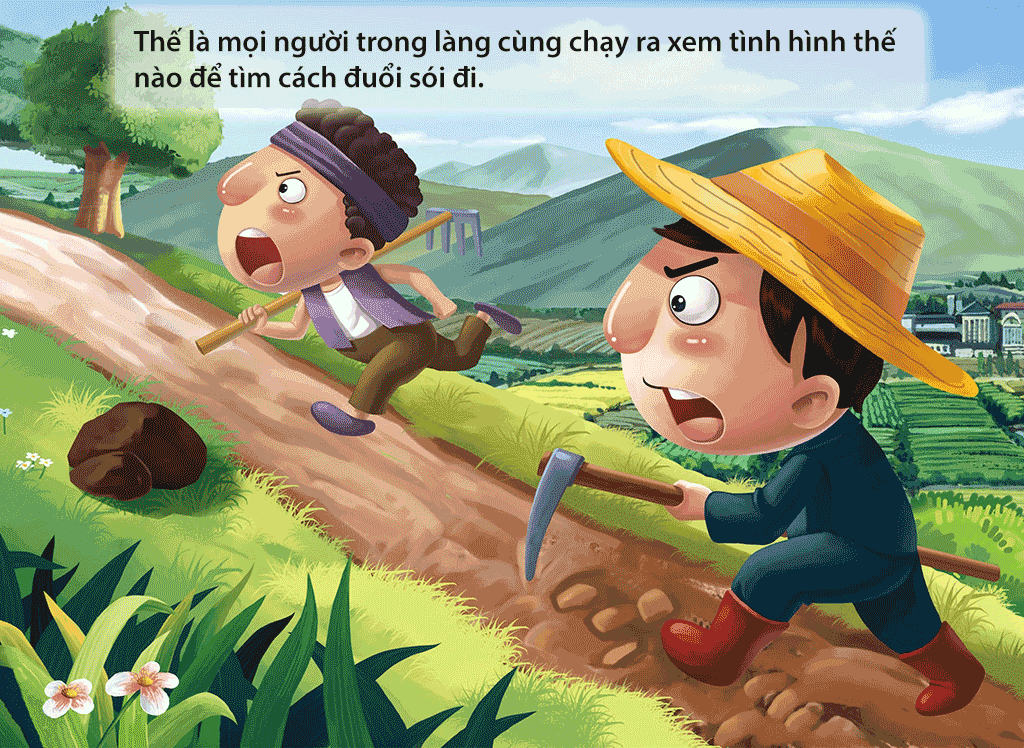 Thế là mọi người trong làng cùng chạy ra xem tình hình thế
nào để tìm cách đuổi sói đi.